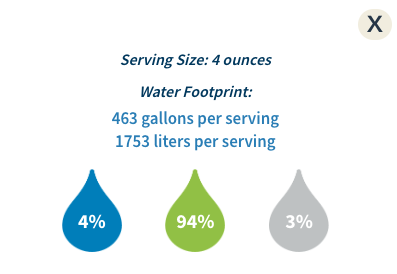 X
Serving Size: 4 ounces
Water Footprint:
463 gallons per serving
1753 liters per serving
4% 94% 3%